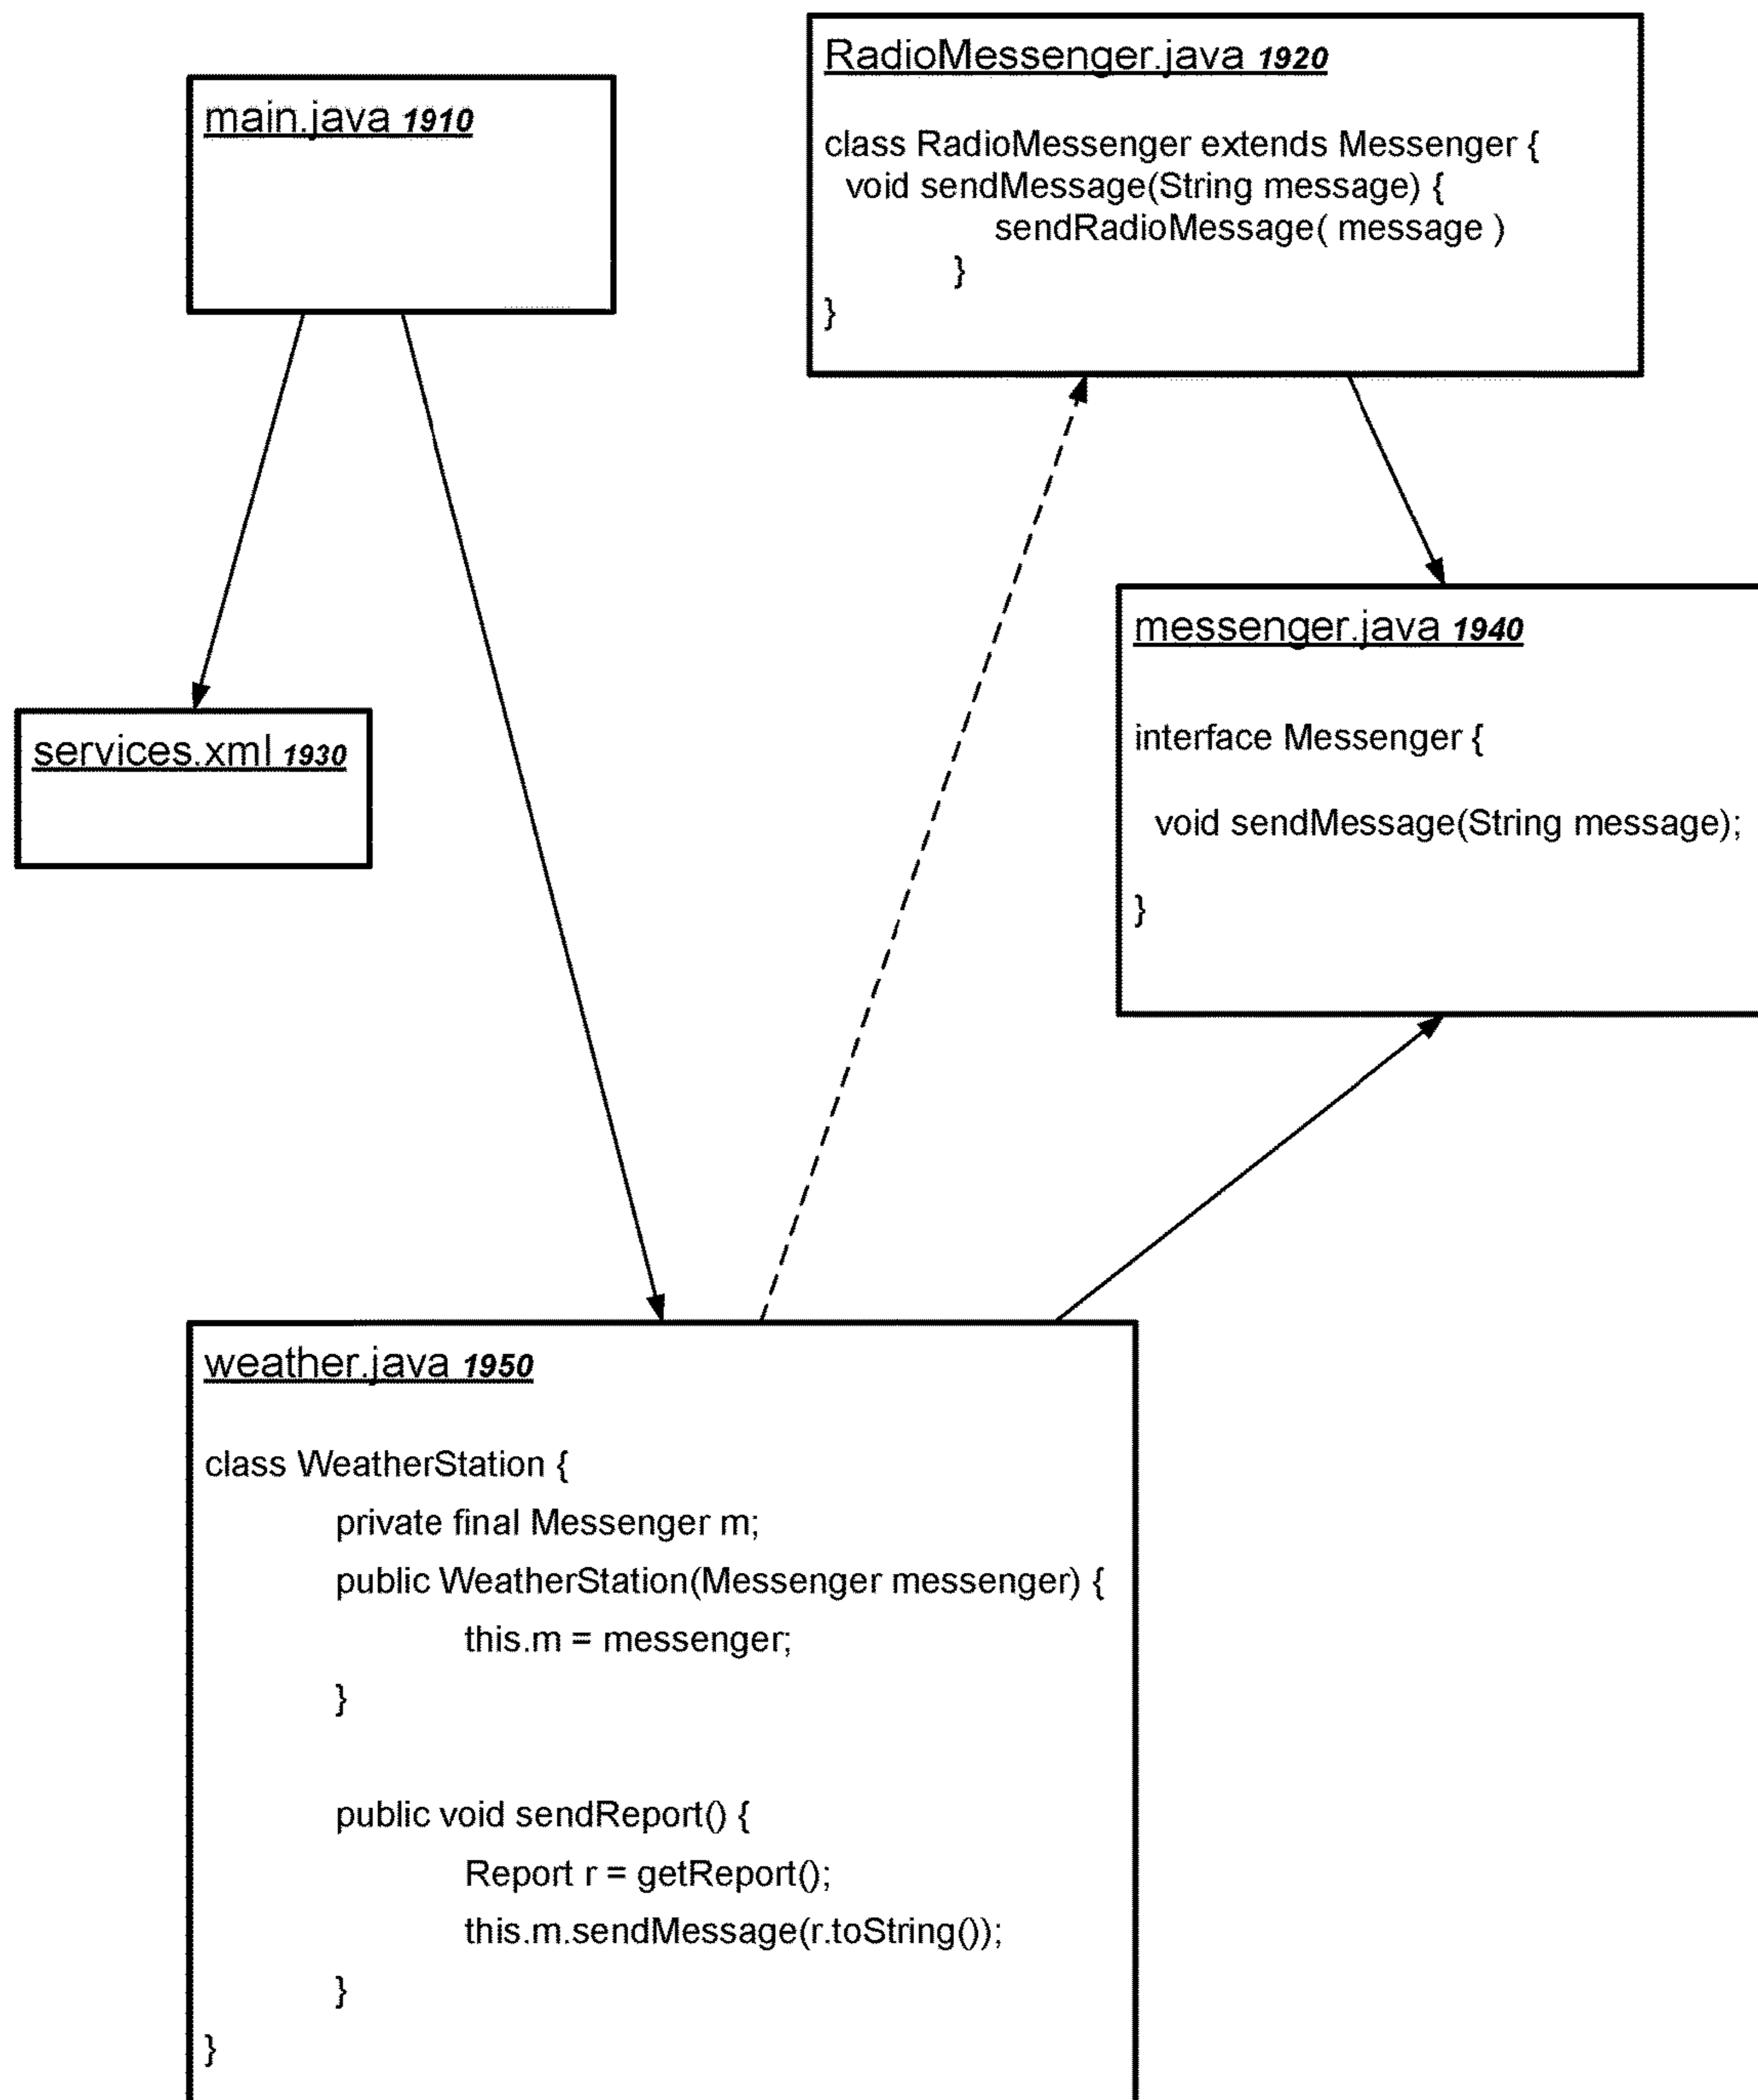 main.java 1910
RadioMessenger.java 1920
class RadioMessenger extends Messenger {
void sendMessage(String message) {
sendRadioMessage( message )
}
}
services.xml 1930
messenger.java 1940
interface Messenger {
void sendMessage(String message);
}
weather.java 1950
class WeatherStation {
private final Messenger m;
public WeatherStation(Messenger messenger) {
this.m = messenger;
}
public void sendReport() {
Report r = getReport();
this.m.sendMessage(r.toString());
}
}